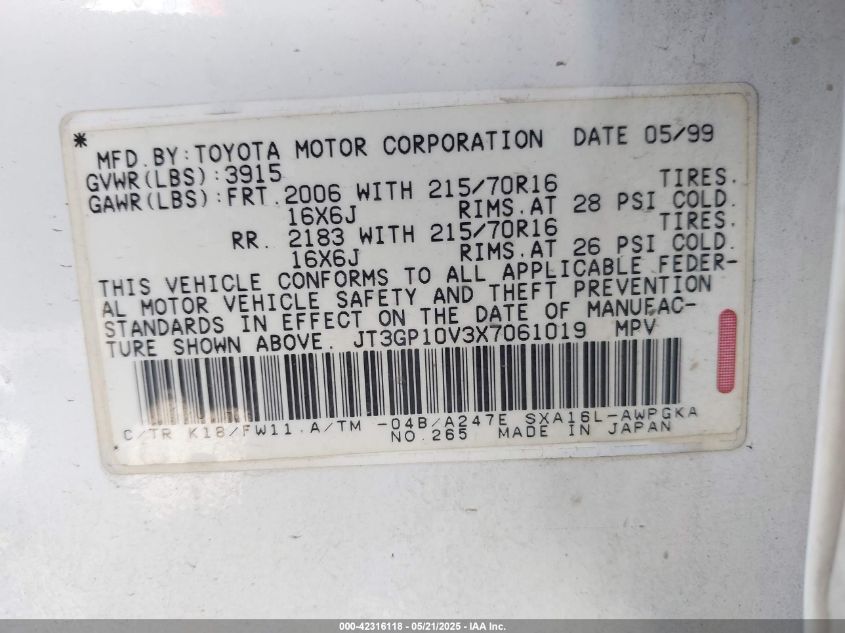 * MFD. BY: TOYOTA MOTOR CORPORATION DATE 05/99
GVWR(LBS): 3915
GAWR(LBS): FRT. 2006 WITH 215/70R16 TIRES.
16X6J RIMS. AT 28 PSI COLD.
RR. 2183 WITH 215/70R16 TIRES.
16X6J RIMS. AT 26 PSI COLD.
THIS VEHICLE CONFORMS TO ALL APPLICABLE FEDER-
AL MOTOR VEHICLE SAFETY AND THEFT PREVENTION
STANDARDS IN EFFECT ON THE DATE OF MANUFAC-
TURE SHOWN ABOVE. JT3GP10V3X7061019 MPV
C/TR K18/FW11. A/TM -04B/A247E SXA16L-AWPGKA
NO.265 MADE IN JAPAN
000-42316118 - 05/21/2025 - IAA Inc.